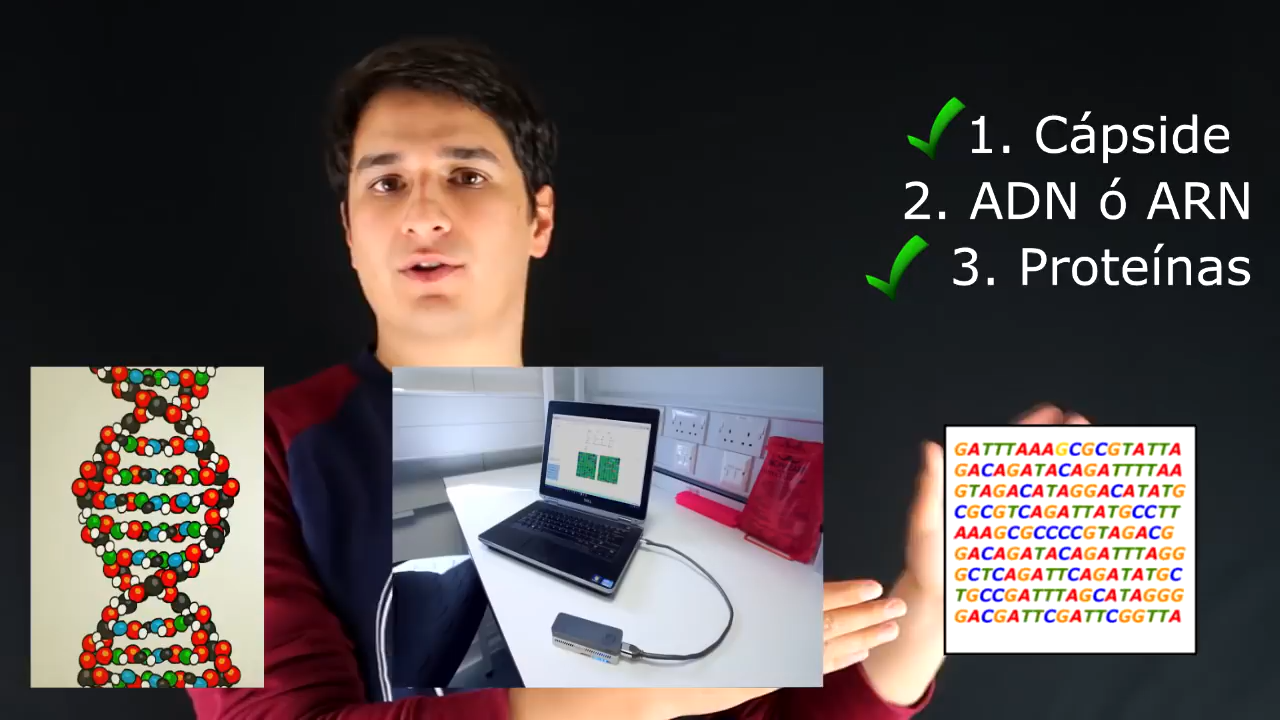 1. Cápside
2. ADN ó ARN
3. Proteínas
GATTTAAAGCGCGTATTA
GACAGATACAGATTTTAA
GTAGACATAGGACATATG
CGCGTCAGATTATGCCTT
AAAGCGCCCCGTAGACG
GACAGATACAGATTTAGG
GCTCAGATTCAGATATGC
TGCCGATTTAGCATAGGG
GACGATTCGATTCGGTTA